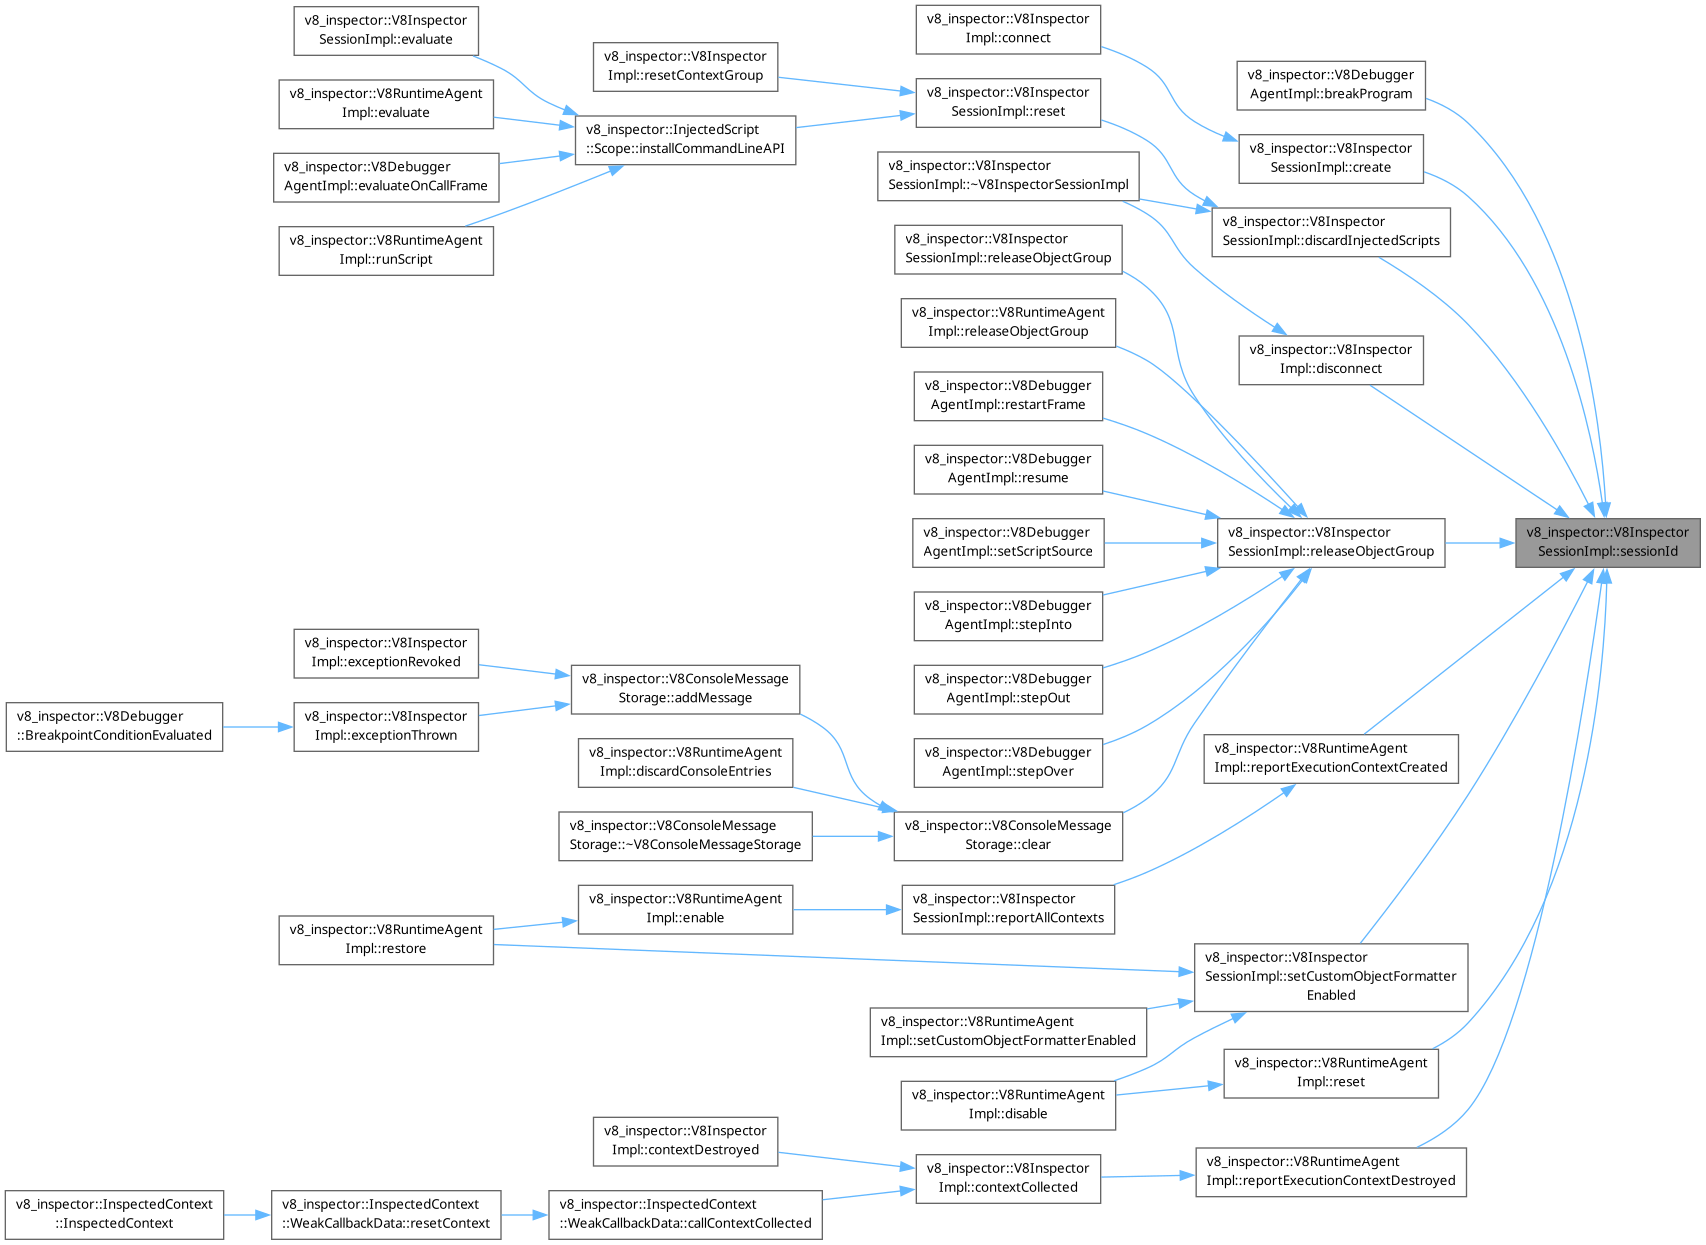 v8_inspector::V8Inspector
SessionImpl::evaluate
v8_inspector::V8RuntimeAgent
Impl::evaluate
v8_inspector::V8Debugger
AgentImpl::evaluateOnCallFrame
v8_inspector::V8RuntimeAgent
Impl::runScript
v8_inspector::V8Inspector
Impl::resetContextGroup
v8_inspector::InjectedScript
::Scope::installCommandLineAPI
v8_inspector::V8Inspector
Impl::connect
v8_inspector::V8Inspector
SessionImpl::reset
v8_inspector::V8Inspector
SessionImpl::~V8InspectorSessionImpl
v8_inspector::V8Inspector
SessionImpl::releaseObjectGroup
v8_inspector::V8RuntimeAgent
Impl::releaseObjectGroup
v8_inspector::V8Debugger
AgentImpl::restartFrame
v8_inspector::V8Debugger
AgentImpl::resume
v8_inspector::V8Debugger
AgentImpl::setScriptSource
v8_inspector::V8Debugger
AgentImpl::stepInto
v8_inspector::V8Debugger
AgentImpl::stepOut
v8_inspector::V8Debugger
AgentImpl::stepOver
v8_inspector::V8Debugger
AgentImpl::breakProgram
v8_inspector::V8Inspector
SessionImpl::create
v8_inspector::V8Inspector
SessionImpl::discardInjectedScripts
v8_inspector::V8Inspector
Impl::disconnect
v8_inspector::V8Inspector
SessionImpl::releaseObjectGroup
v8_inspector::V8Inspector
SessionImpl::sessionId
v8_inspector::V8Inspector
Impl::exceptionRevoked
v8_inspector::V8Debugger
::BreakpointConditionEvaluated
v8_inspector::V8Inspector
Impl::exceptionThrown
v8_inspector::V8ConsoleMessage
Storage::addMessage
v8_inspector::V8RuntimeAgent
Impl::discardConsoleEntries
v8_inspector::V8ConsoleMessage
Storage::~V8ConsoleMessageStorage
v8_inspector::V8ConsoleMessage
Storage::clear
v8_inspector::V8RuntimeAgent
Impl::reportExecutionContextCreated
v8_inspector::V8RuntimeAgent
Impl::restore
v8_inspector::V8RuntimeAgent
Impl::enable
v8_inspector::V8Inspector
SessionImpl::reportAllContexts
v8_inspector::V8Inspector
SessionImpl::setCustomObjectFormatter
Enabled
v8_inspector::V8RuntimeAgent
Impl::setCustomObjectFormatterEnabled
v8_inspector::V8RuntimeAgent
Impl::disable
v8_inspector::V8RuntimeAgent
Impl::reset
v8_inspector::V8Inspector
Impl::contextDestroyed
v8_inspector::V8Inspector
Impl::contextCollected
v8_inspector::V8RuntimeAgent
Impl::reportExecutionContextDestroyed
v8_inspector::InspectedContext
::InspectedContext
v8_inspector::InspectedContext
::WeakCallbackData::resetContext
v8_inspector::InspectedContext
::WeakCallbackData::callContextCollected